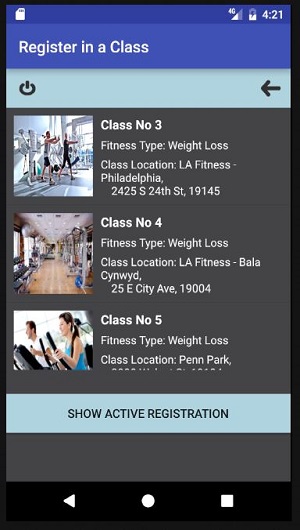 4G 4:21
Register in a Class
Class No 3
Fitness Type: Weight Loss
Class Location: LA Fitness -
Philadelphia,
2425 S 24th St, 19145
Class No 4
Fitness Type: Weight Loss
Class Location: LA Fitness - Bala
Cynwyd,
25 E City Ave, 19004
Class No 5
Fitness Type: Weight Loss
Class Location: Penn Park,
SHOW ACTIVE REGISTRATION